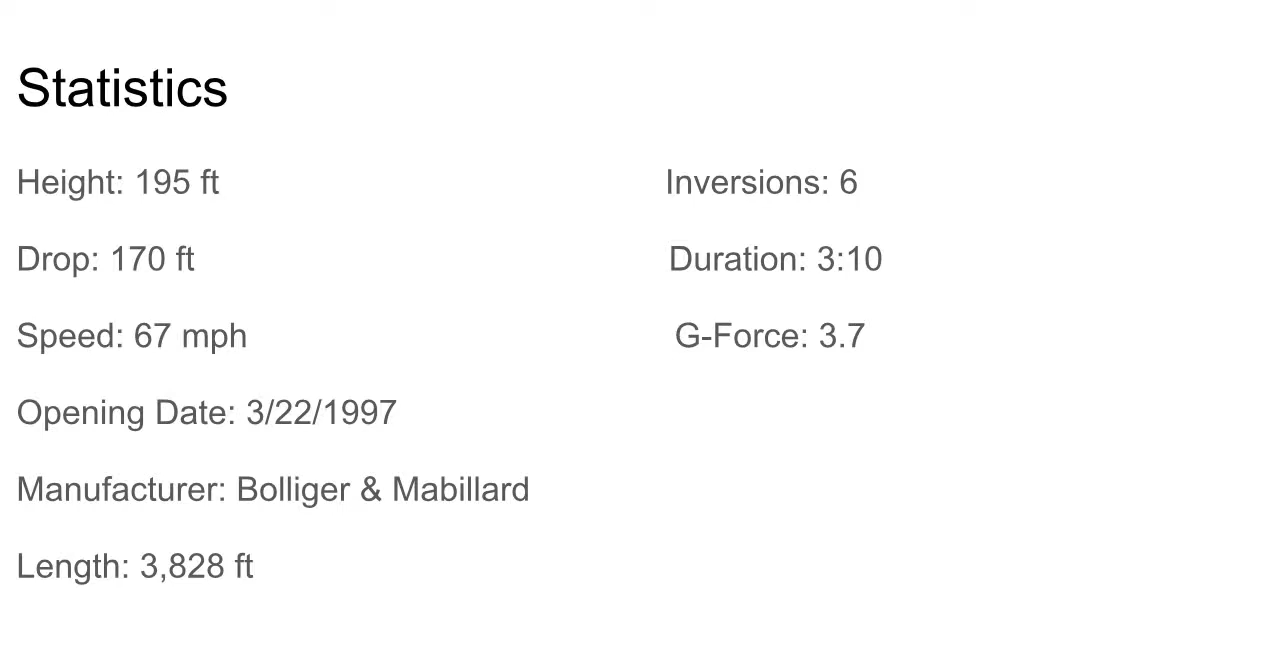 Statistics
Height: 195 ft
Inversions: 6
Drop: 170 ft
Duration: 3:10
Speed: 67 mph
G-Force: 3.7
Opening Date: 3/22/1997
Manufacturer: Bolliger & Mabillard
Length: 3,828 ft